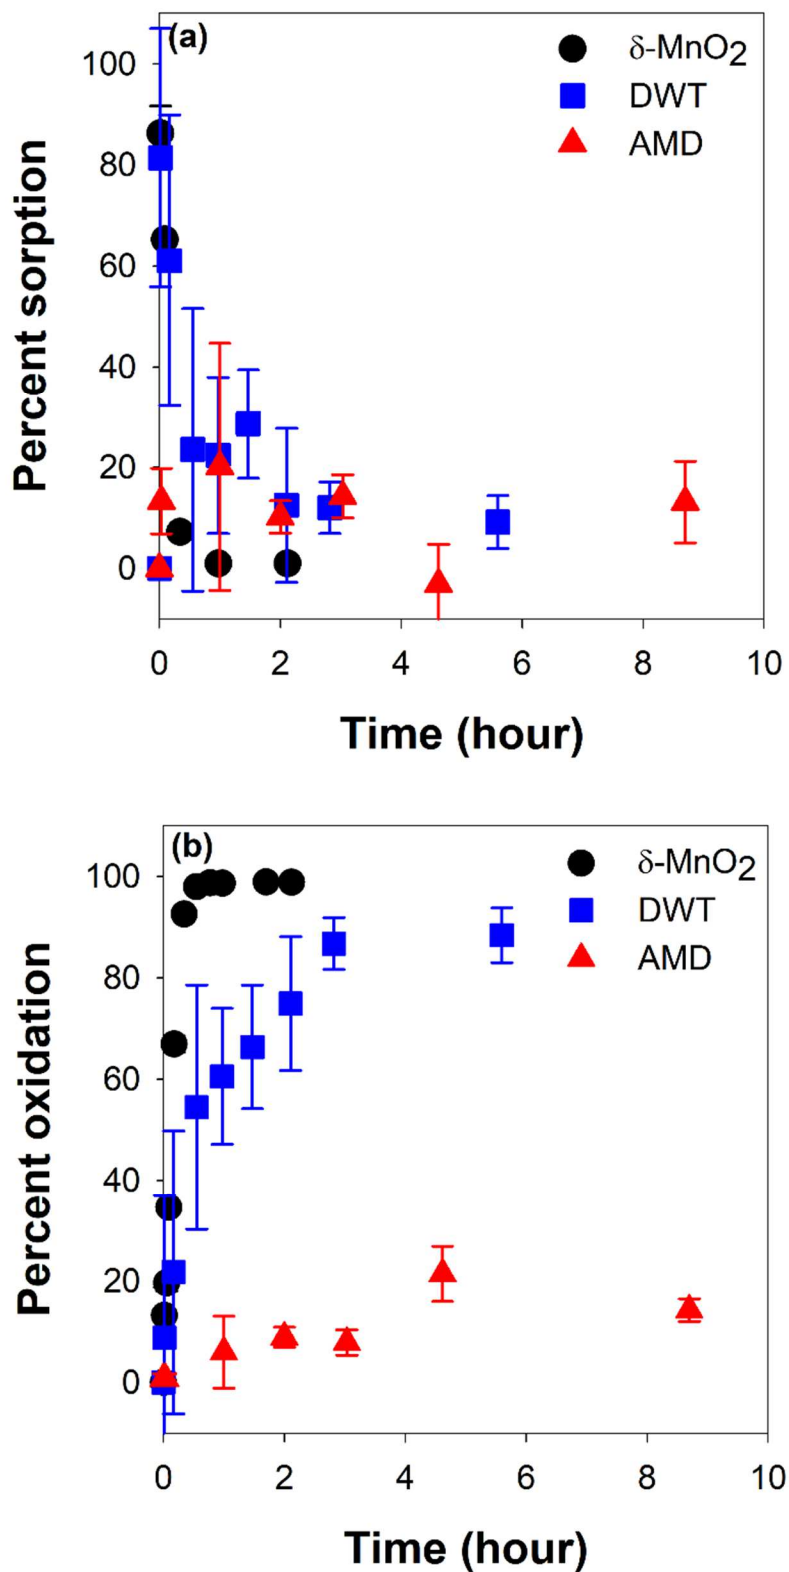 (a)
δ-MnO2
DWT
AMD
Percent sorption
100
80
60
40
20
0
0 2 4 6 8 10
Time (hour)
(b)
δ-MnO2
DWT
AMD
Percent oxidation
100
80
60
40
20
0
0 2 4 6 8 10
Time (hour)